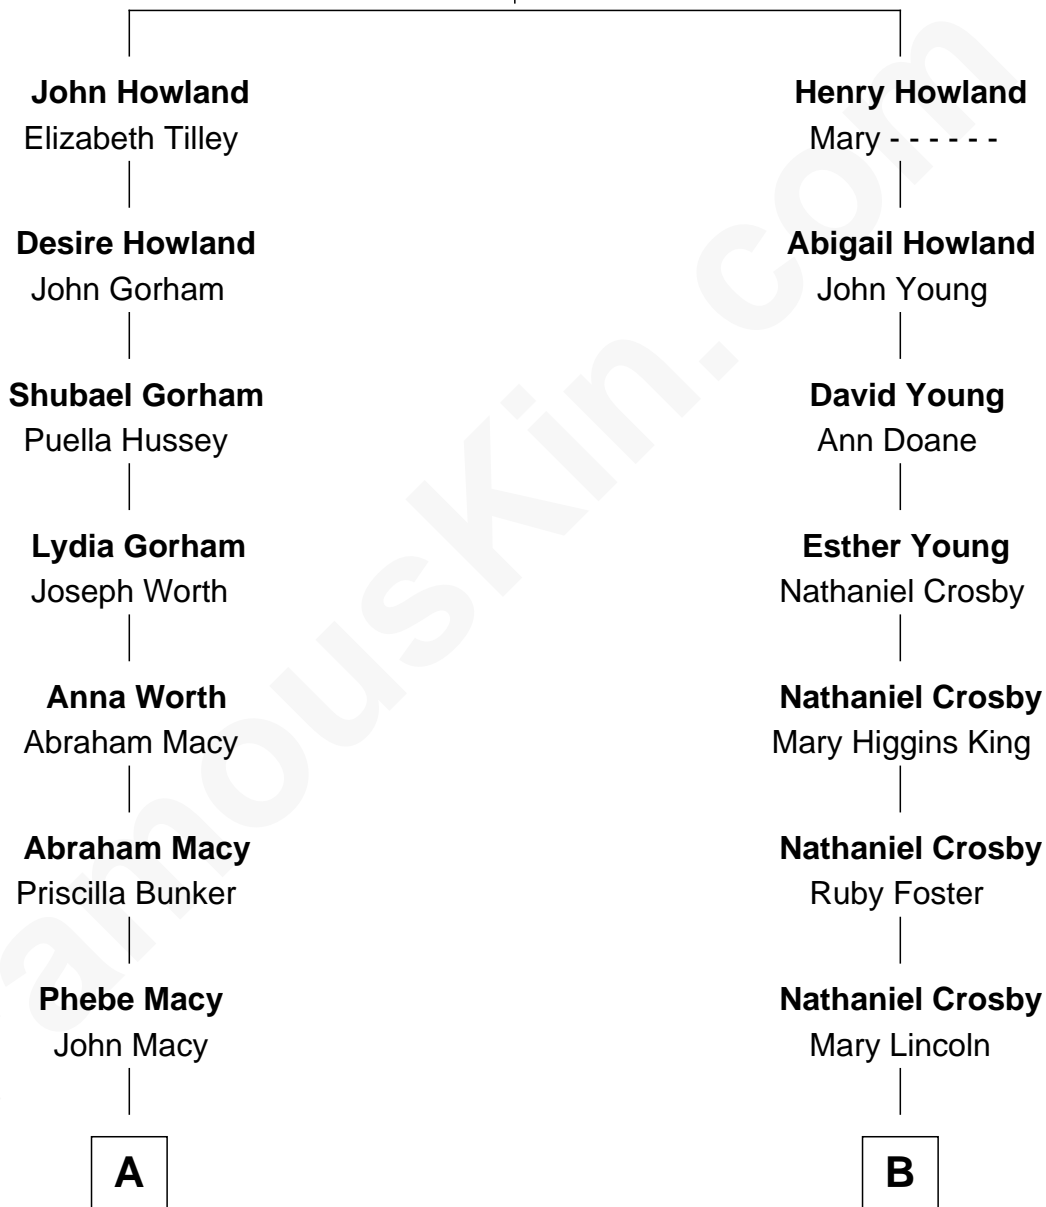 John Howland
Elizabeth Tilley
Desire Howland
John Gorham
Shubael Gorham
Puella Hussey
Lydia Gorham
Joseph Worth
Anna Worth
Abraham Macy
Abraham Macy
Priscilla Bunker
Phebe Macy
John Macy
A
Henry Howland
Mary - - - - - -
Abigail Howland
John Young
David Young
Ann Doane
Esther Young
Nathaniel Crosby
Nathaniel Crosby
Mary Higgins King
Nathaniel Crosby
Ruby Foster
Nathaniel Crosby
Mary Lincoln
B
amousKin.com